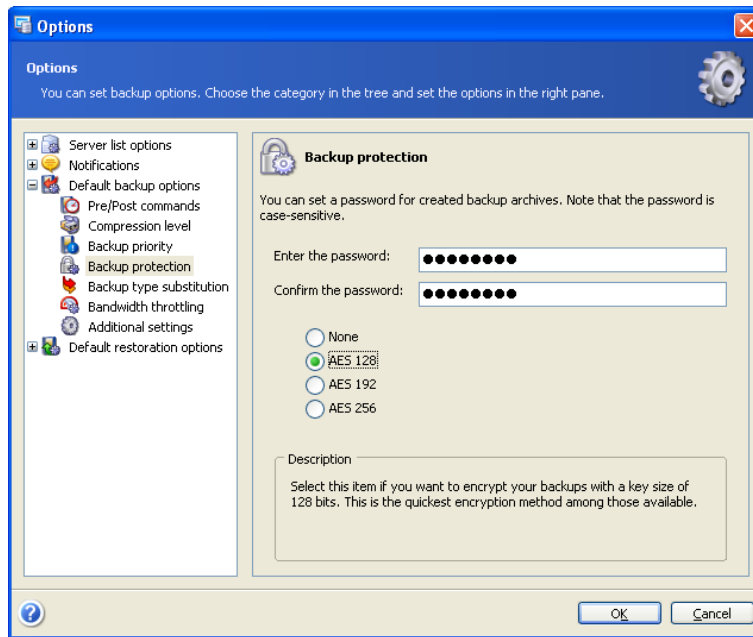 Options
Options
You can set backup options. Choose the category in the tree and set the options in the right pane.
Server list options
Notifications
Default backup options
Pre/Post commands
Compression level
Backup priority
Backup protection
Backup type substitution
Bandwidth throttling
Additional settings
Default restoration options
Backup protection
You can set a password for created backup archives. Note that the password is
case-sensitive.
Enter the password:
●●●●●●●●
Confirm the password:
●●●●●●●●
None
AES 128
AES 192
AES 256
Description
Select this item if you want to encrypt your backups with a key size of
128 bits. This is the quickest encryption method among those available.
OK
Cancel